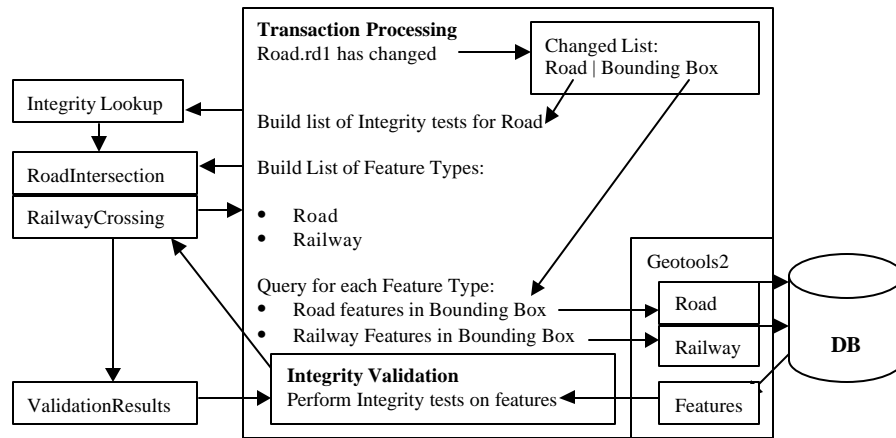 Transaction Processing
Road.rd1 has changed
Changed List:
Road | Bounding Box
Integrity Lookup
Build list of Integrity tests for Road
RoadIntersection
Build List of Feature Types:
RailwayCrossing
• Road
• Railway
Geotools2
Query for each Feature Type:
• Road features in Bounding Box
Road
• Railway Features in Bounding Box
Railway
DB
Integrity Validation
Perform Integrity tests on features
ValidationResults
Features